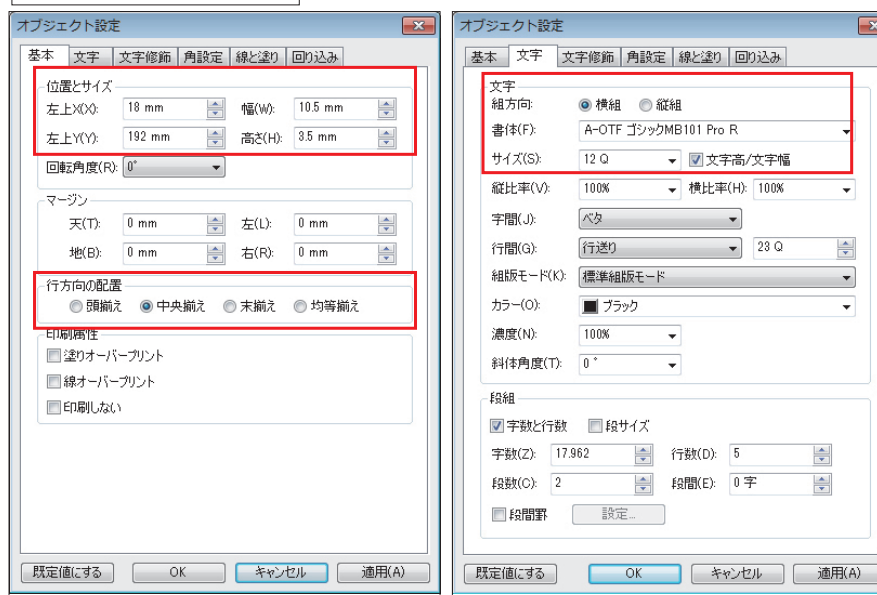 オブジェクト設定
基本 文字 文字修飾 角設定 線と塗り 回り込み
位置とサイズ
左上X(X): 18 mm 幅(W): 10.5 mm
左上Y(Y): 192 mm 高さ(H): 3.5 mm
回転角度(R): 0°
マージン
天(T): 0 mm 左(L): 0 mm
地(B): 0 mm 右(R): 0 mm
行方向の配置
頭揃え 中央揃え 末揃え 均等揃え
印刷属性
塗りオーバープリント
線オーバープリント
印刷しない
既定値にする OK キャンセル 適用(A)
オブジェクト設定
基本 文字 文字修飾 角設定 線と塗り 回り込み
文字
組方向: 横組 縦組
書体(F): A-OTF ゴシックMB101 Pro R
サイズ(S): 12 Q 文字高/文字幅
縦比率(V): 100% 横比率(H): 100%
字間(J): ベタ
行間(G): 行送り 23 Q
組版モード(K): 標準組版モード
カラー(O): ブラック
濃度(N): 100%
斜体角度(T): 0 °
段組
字数と行数 段サイズ
字数(Z): 17.962 行数(D): 5
段数(C): 2 段間(E): 0 字
段間罫 設定...
既定値にする OK キャンセル 適用(A)